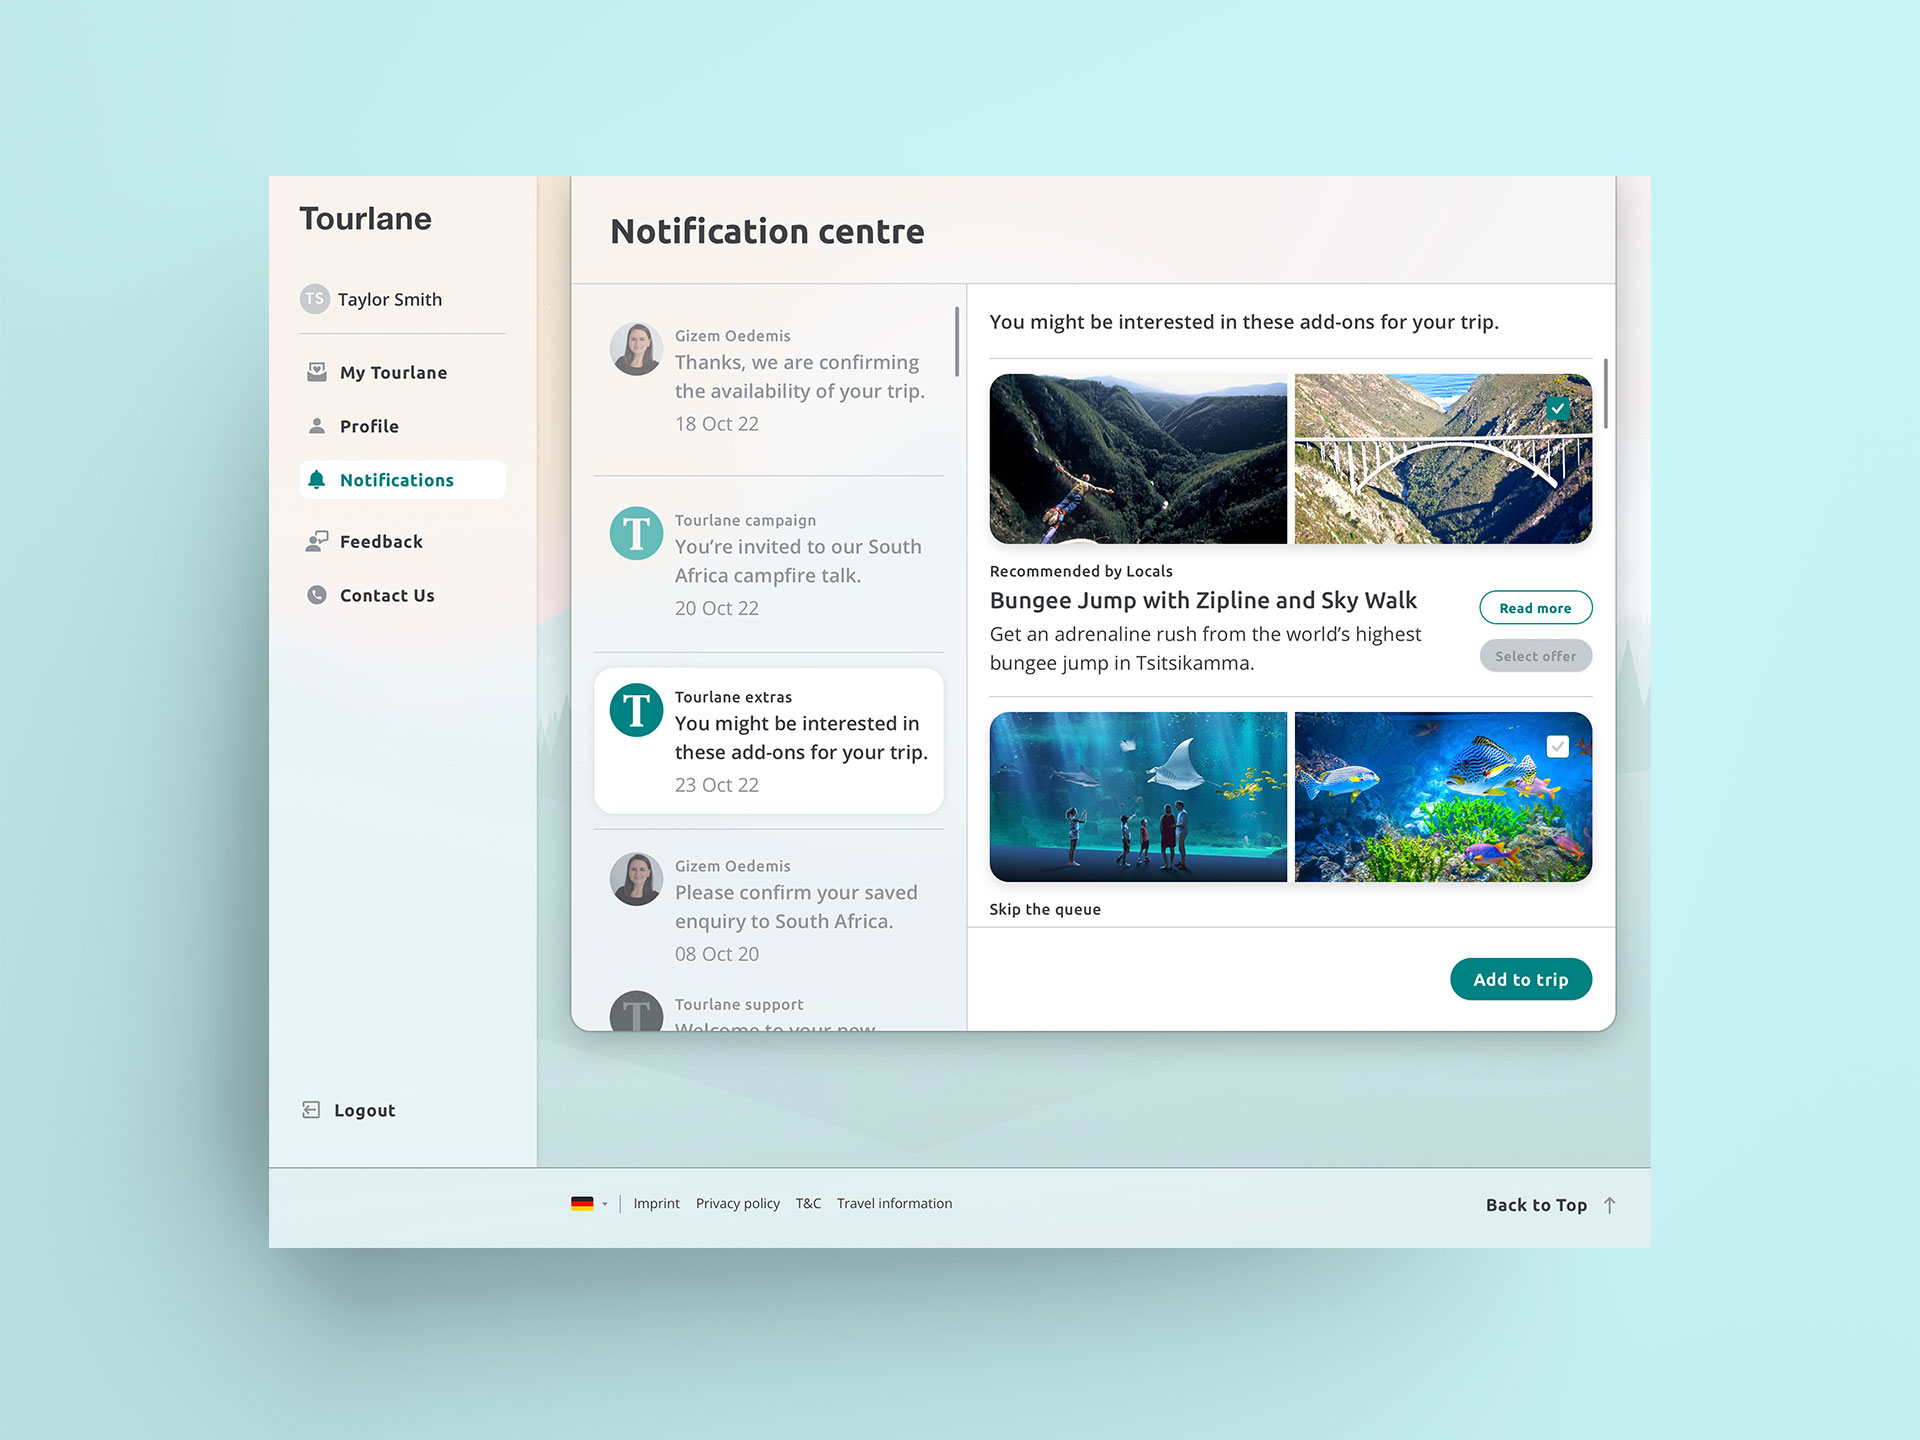 Tourlane
TS Taylor Smith
My Tourlane
Profile
Notifications
Feedback
Contact Us
Logout
Notification centre
Gizem Oedemis
Thanks, we are confirming
the availability of your trip.
18 Oct 22
T
Tourlane campaign
You’re invited to our South
Africa campfire talk.
20 Oct 22
T
Tourlane extras
You might be interested in
these add-ons for your trip.
23 Oct 22
Gizem Oedemis
Please confirm your saved
enquiry to South Africa.
08 Oct 20
T
Tourlane support
Welcome to your new
You might be interested in these add-ons for your trip.
Recommended by Locals
Bungee Jump with Zipline and Sky Walk
Get an adrenaline rush from the world’s highest
bungee jump in Tsitsikamma.
Read more
Select offer
Skip the queue
Add to trip
Imprint Privacy policy T&C Travel information
Back to Top